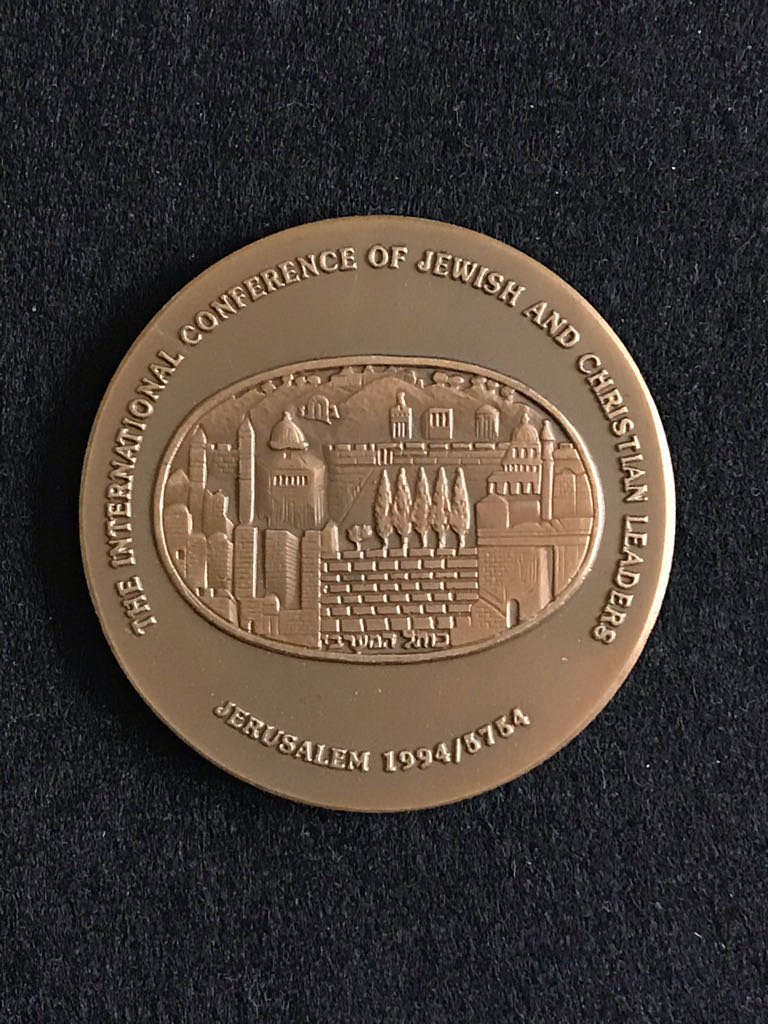 THE INTERNATIONAL CONFERENCE OF JEWISH AND CHRISTIAN LEADERS
כותל המערבי
JERUSALEM 1994/5754